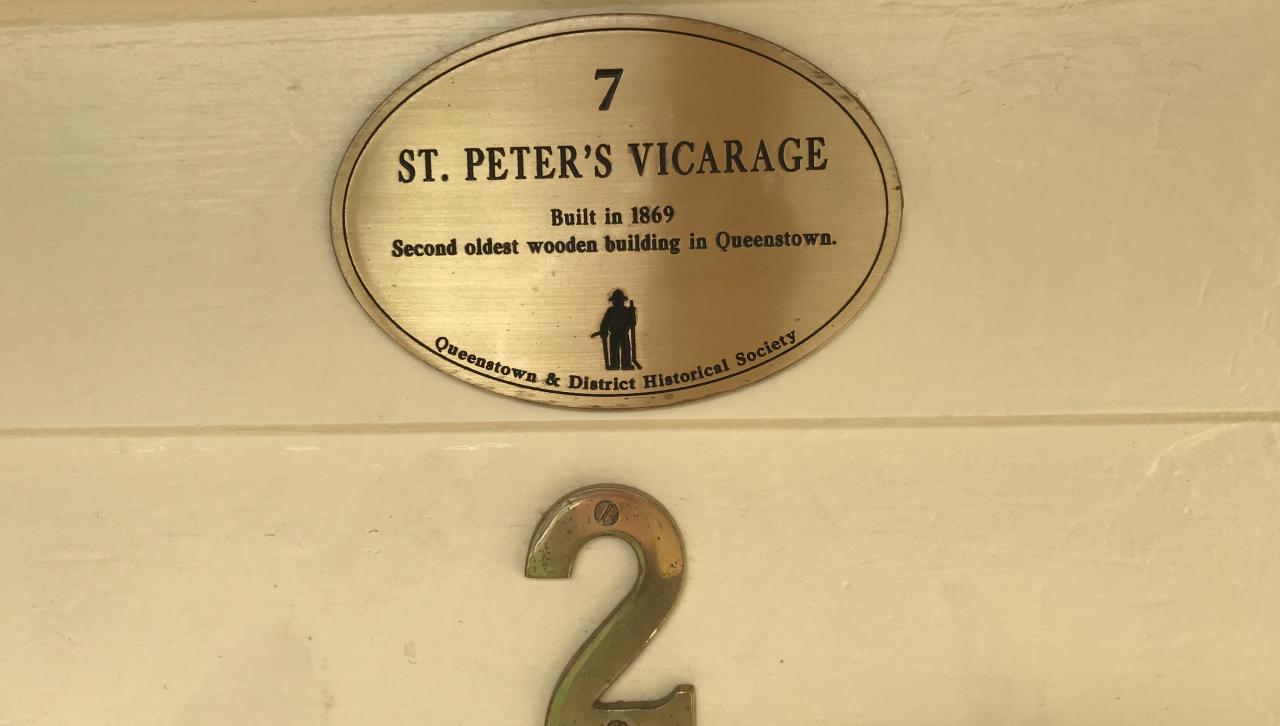 7
ST. PETER'S VICARAGE
Built in 1869
Second oldest wooden building in Queenstown.
Queenstown & District Historical Society
2